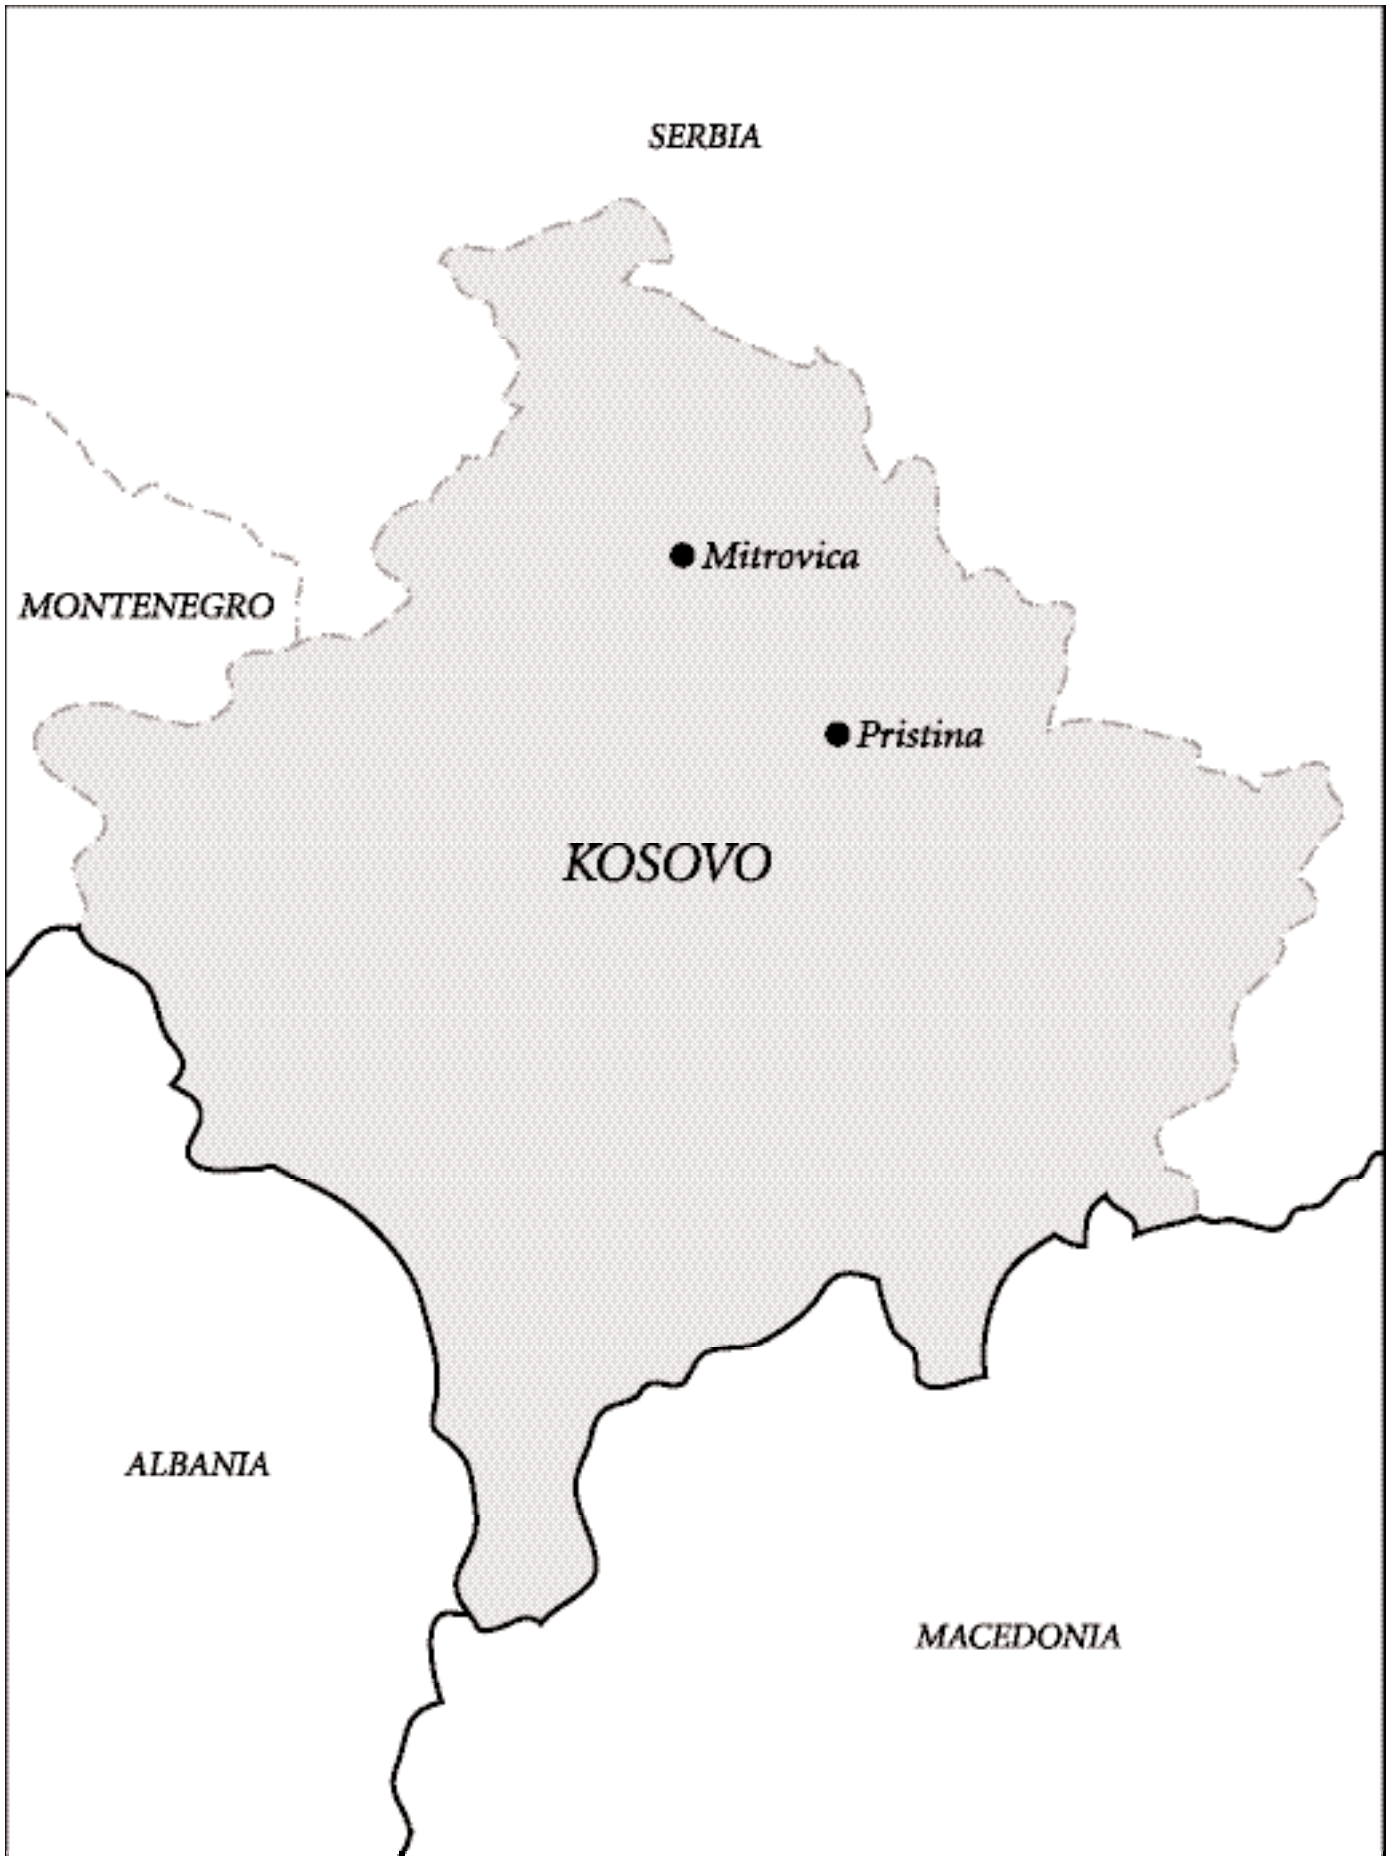 SERBIA
Mitrovica
MONTENEGRO
Pristina
KOSOVO
ALBANIA
MACEDONIA